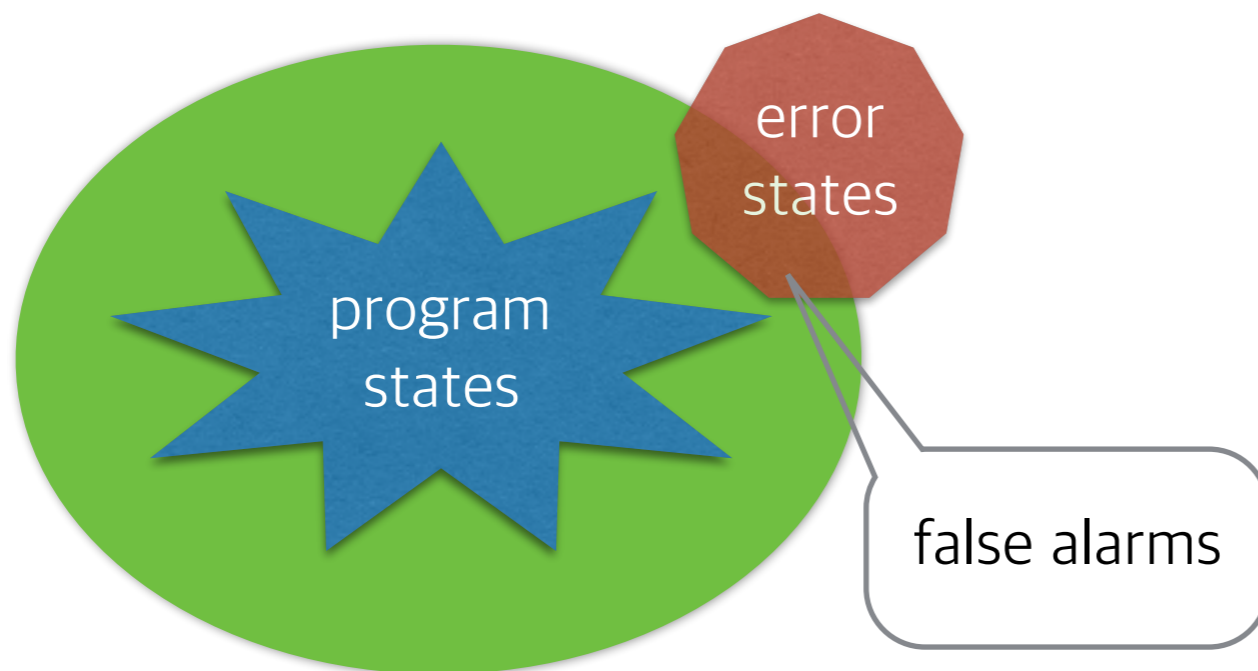 error
states
program
states
false alarms